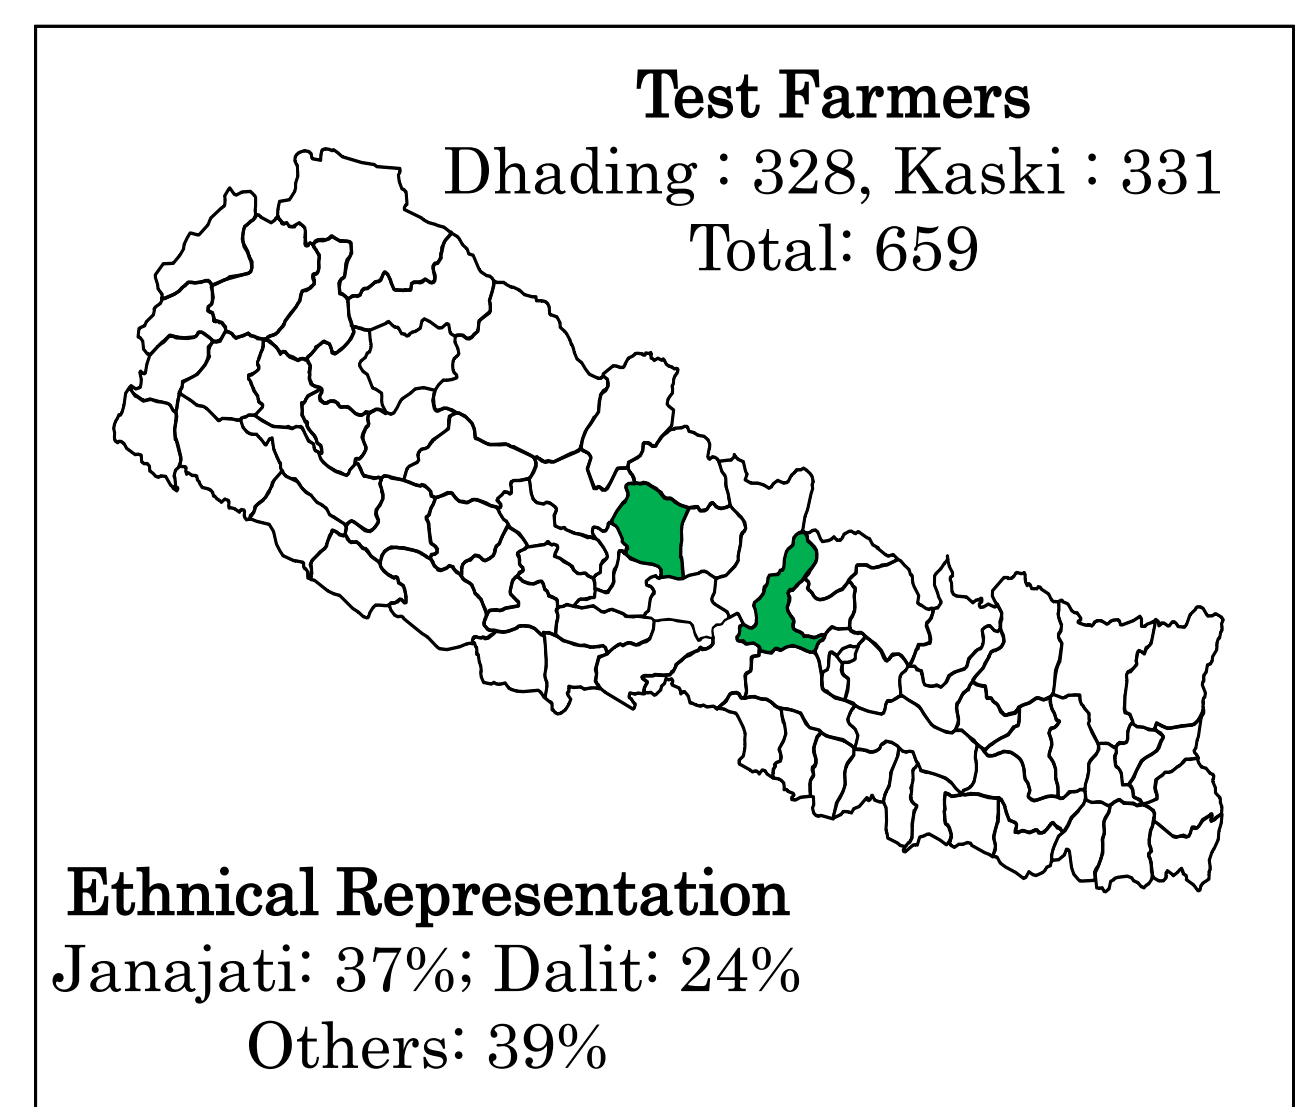 Test Farmers
Dhading : 328, Kaski : 331
Total: 659
Ethnical Representation
Janajati: 37%; Dalit: 24%
Others: 39%